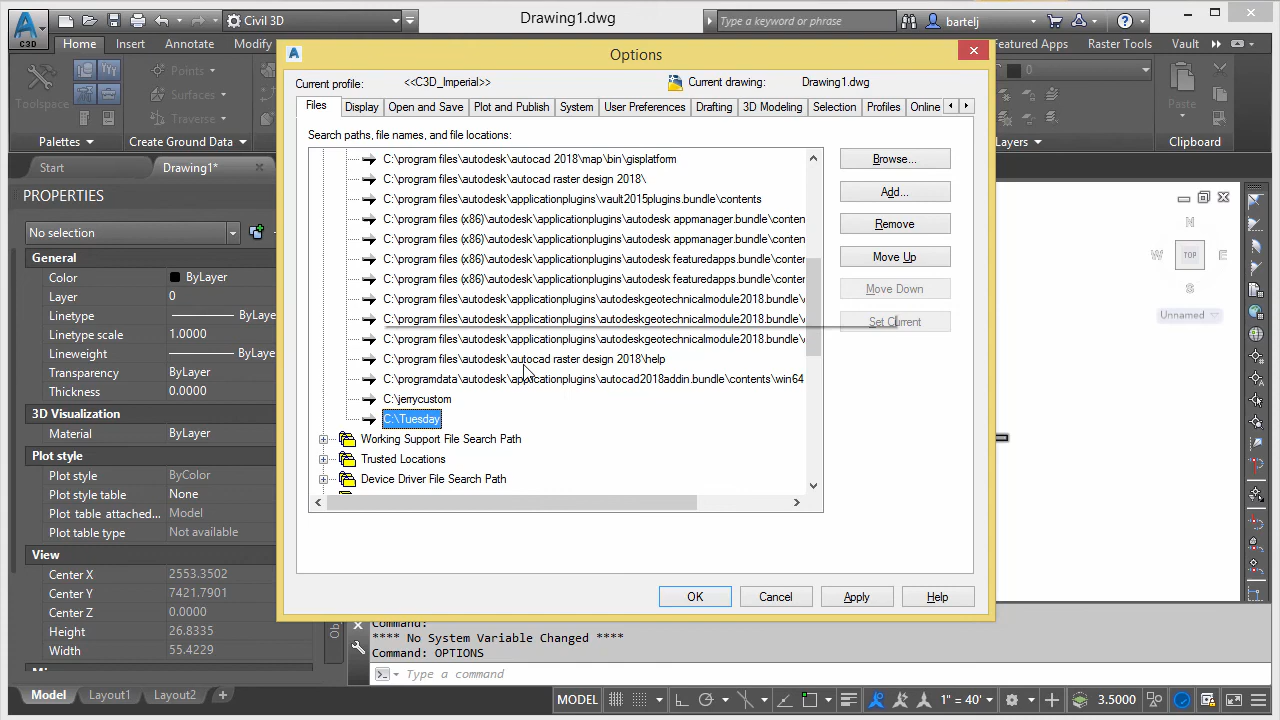 Civil 3D
Drawing1.dwg
Type a keyword or phrase
bartelj
C3D
Home Insert Annotate Modify
Featured Apps Raster Tools Vault
Toolspace
Points
Surfaces
Traverse
Palettes
Create Ground Data
0
Paste
Layers
Clipboard
Start
Drawing1*
PROPERTIES
No selection
General
Color ByLayer
Layer 0
Linetype ByLayer
Linetype scale 1.0000
Lineweight ByLayer
Transparency ByLayer
Thickness 0.0000
3D Visualization
Material ByLayer
Plot style
Plot style ByColor
Plot style table None
Plot table attached... Model
Plot table type Not available
View
Center X 2553.3502
Center Y 7421.7901
Center Z 0.0000
Height 26.8335
Width 55.4229
Options
Current profile: <<C3D_Imperial>> Current drawing: Drawing1.dwg
Files Display Open and Save Plot and Publish System User Preferences Drafting 3D Modeling Selection Profiles Online
Search paths, file names, and file locations:
C:\program files\autodesk\autocad 2018\map\bin\gisplatform
C:\program files\autodesk\autocad raster design 2018\
C:\program files\autodesk\applicationplugins\vault2015plugins.bundle\contents
C:\program files (x86)\autodesk\applicationplugins\autodesk appmanager.bundle\conten
C:\program files (x86)\autodesk\applicationplugins\autodesk appmanager.bundle\conten
C:\program files (x86)\autodesk\applicationplugins\autodesk featuredapps.bundle\conter
C:\program files (x86)\autodesk\applicationplugins\autodesk featuredapps.bundle\conter
C:\program files\autodesk\applicationplugins\autodeskgeotechnicalmodule2018.bundle\
C:\program files\autodesk\applicationplugins\autodeskgeotechnicalmodule2018.bundle\
C:\program files\autodesk\applicationplugins\autodeskgeotechnicalmodule2018.bundle\
C:\program files\autodesk\autocad raster design 2018\help
C:\programdata\autodesk\applicationplugins\autocad2018addin.bundle\contents\win64
C:\jerrycustom
C:\Tuesday
Working Support File Search Path
Trusted Locations
Device Driver File Search Path
Browse...
Add...
Remove
Move Up
Move Down
Set Current
OK Cancel Apply Help
N
W TOP E
S
Unnamed
Command:
**** No System Variable Changed ****
Command: OPTIONS
Type a command
Model Layout1 Layout2 +
MODEL 1" = 40' 3.5000